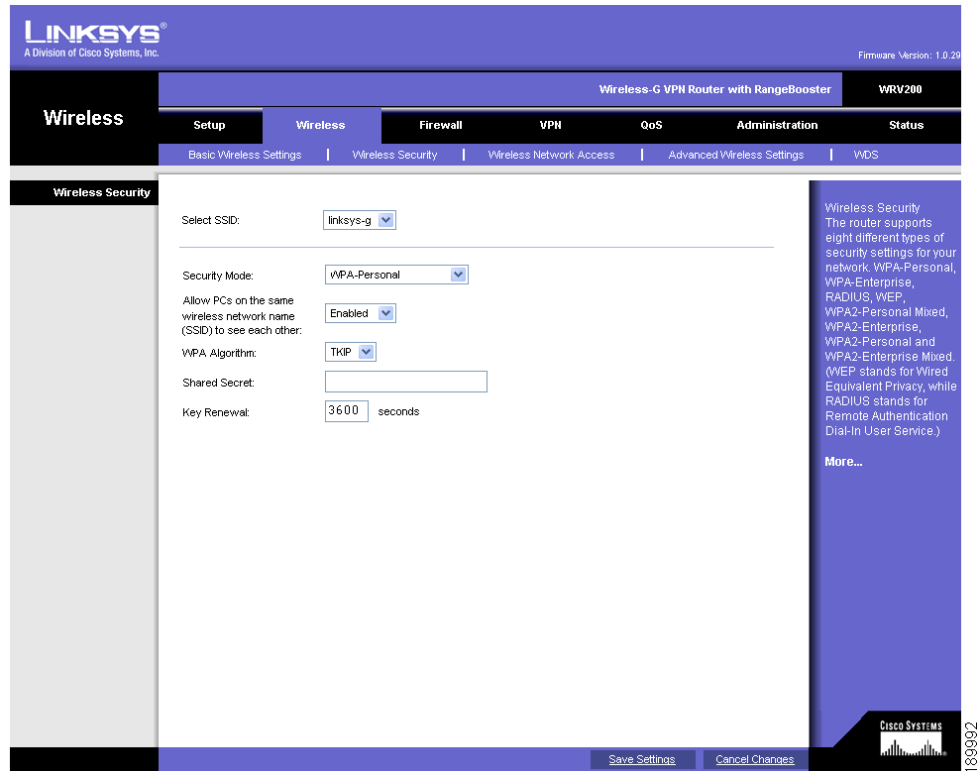 LINKSYS®
A Division of Cisco Systems, Inc.
Firmware Version: 1.0.29
Wireless-G VPN Router with RangeBooster
WRV200
Wireless
Setup
Wireless
Firewall
VPN
QoS
Administration
Status
Basic Wireless Settings | Wireless Security | Wireless Network Access | Advanced Wireless Settings | WDS
Wireless Security
Select SSID: linksys-g
Security Mode: WPA-Personal
Allow PCs on the same
wireless network name
(SSID) to see each other:
Enabled
WPA Algorithm: TKIP
Shared Secret:
Key Renewal: 3600 seconds
Wireless Security
The router supports
eight different types of
security settings for your
network. WPA-Personal,
WPA-Enterprise,
RADIUS, WEP,
WPA2-Personal Mixed,
WPA2-Enterprise,
WPA2-Personal and
WPA2-Enterprise Mixed.
(WEP stands for Wired
Equivalent Privacy, while
RADIUS stands for
Remote Authentication
Dial-In User Service.)
More...
Save Settings
Cancel Changes
CISCO SYSTEMS
189992